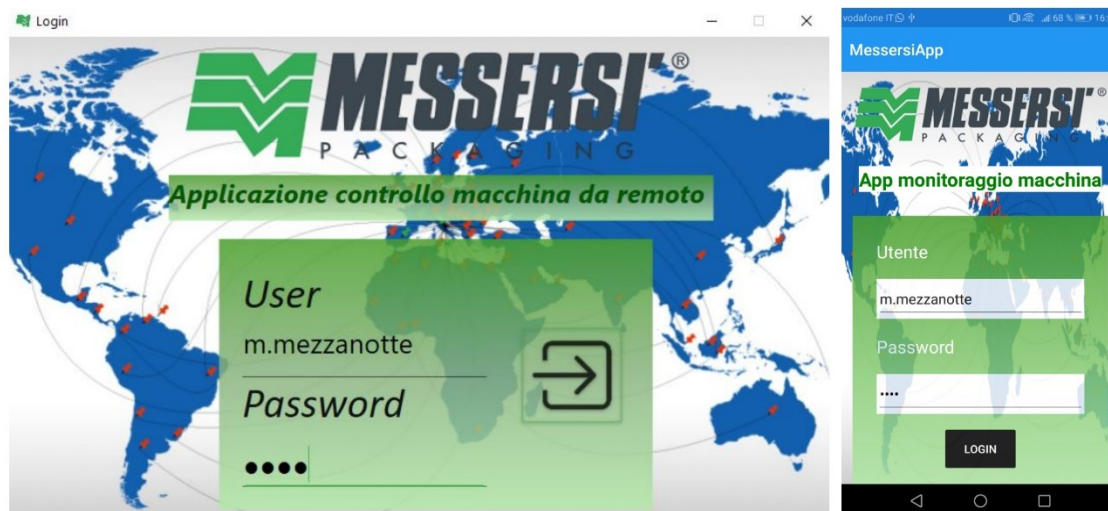 Login
MESSERSI'®
PACKAGING
Applicazione controllo macchina da remoto
User
m.mezzanotte
Password
••••
vodafone IT
68 %
MessersiApp
MESSERSI'®
PACKAGING
App monitoraggio macchina
Utente
m.mezzanotte
Password
••••
LOGIN